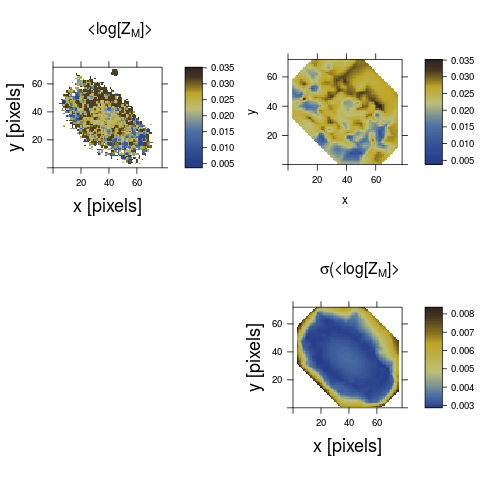 <log[Z_M]>
0.035
0.030
0.025
0.020
0.015
0.010
0.005
60
40
20
20 40 60
y [pixels]
x [pixels]
0.035
0.030
0.025
0.020
0.015
0.010
0.005
60
40
20
20 40 60
y
x
σ(<log[Z_M]>
0.008
0.007
0.006
0.005
0.004
0.003
60
40
20
20 40 60
y [pixels]
x [pixels]